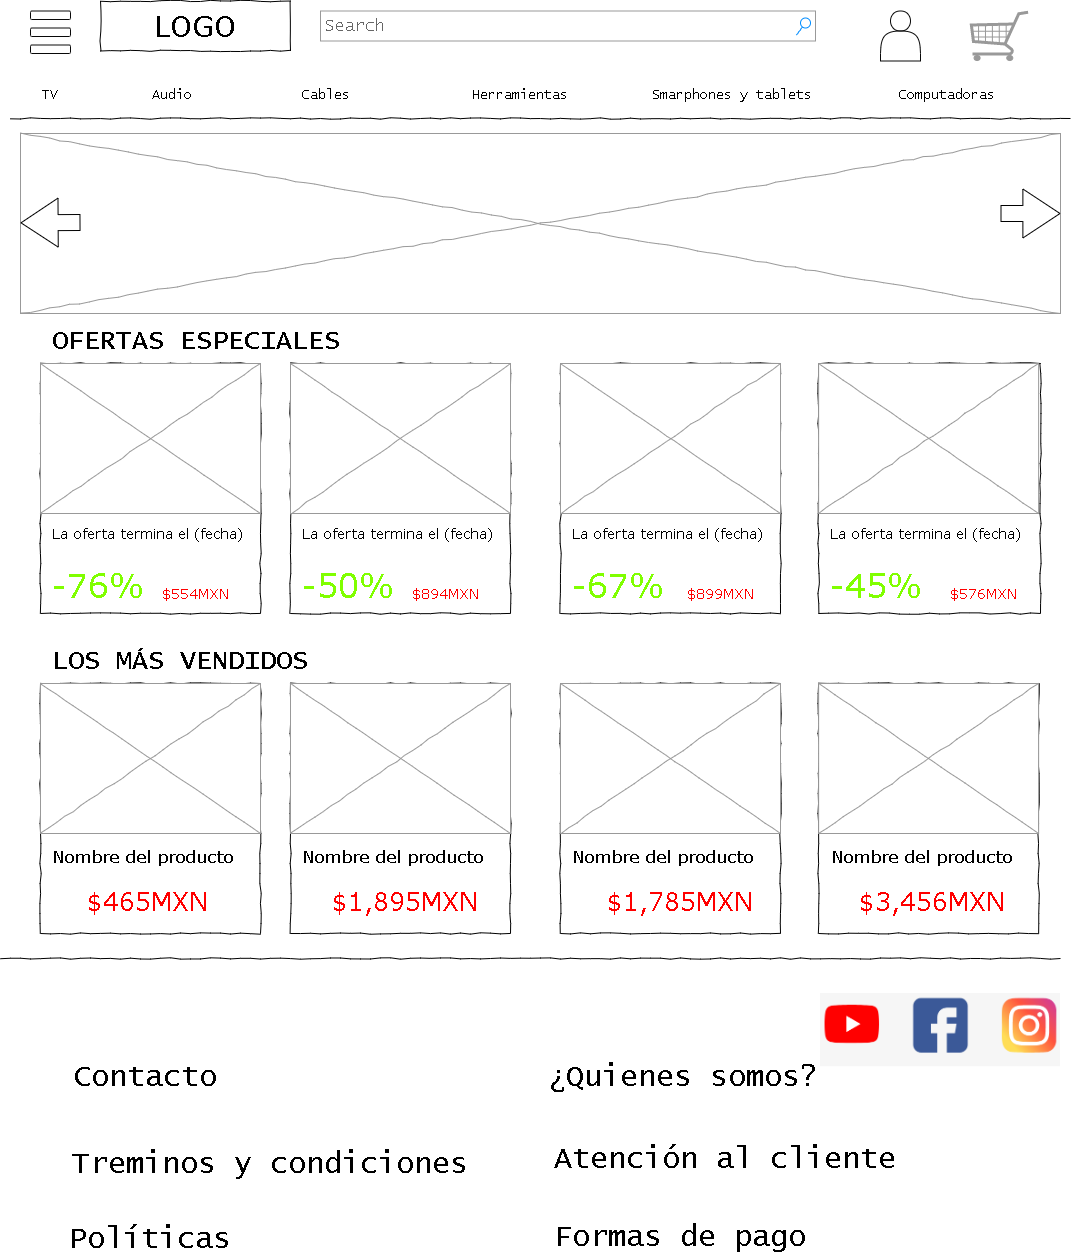 LOGO
Search
TV Audio Cables Herramientas Smarphones y tablets Computadoras
OFERTAS ESPECIALES
La oferta termina el (fecha) La oferta termina el (fecha) La oferta termina el (fecha) La oferta termina el (fecha)
-76% $554MXN -50% $894MXN -67% $899MXN -45% $576MXN
LOS MÁS VENDIDOS
Nombre del producto Nombre del producto Nombre del producto Nombre del producto
$465MXN $1,895MXN $1,785MXN $3,456MXN
Contacto ¿Quienes somos?
Treminos y condiciones Atención al cliente
Políticas Formas de pago